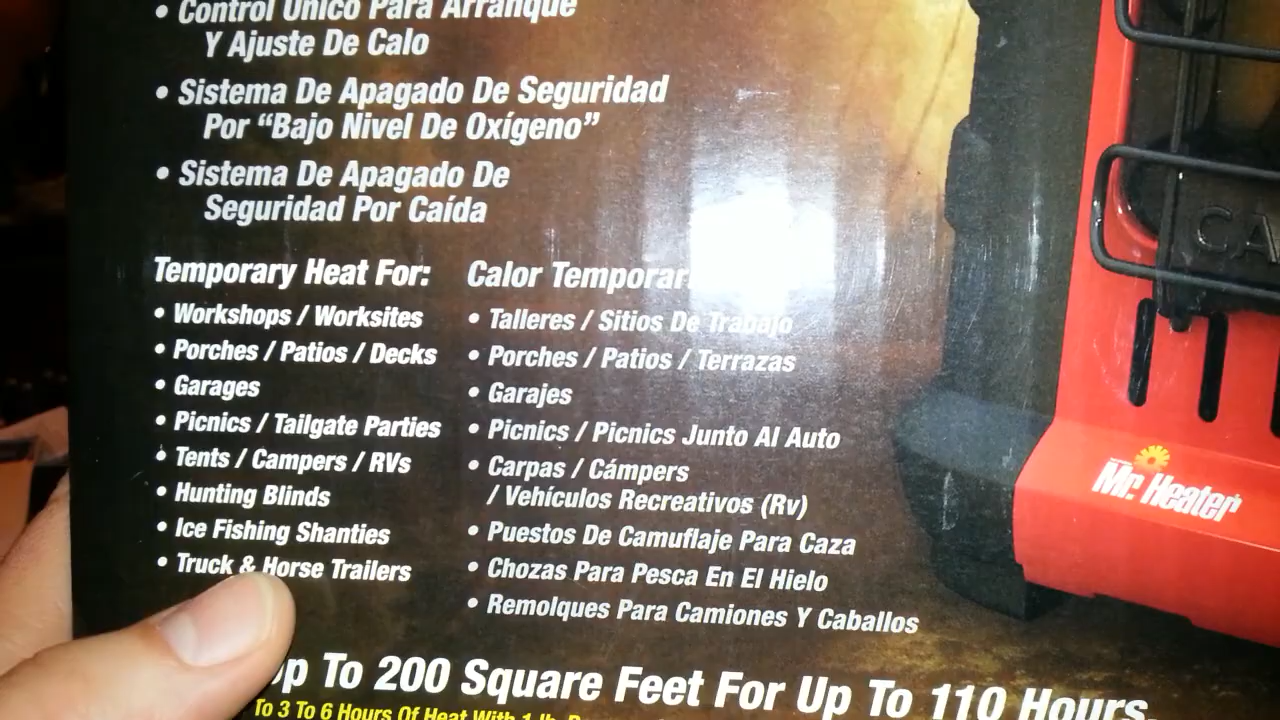 • Control Único Para Arranque
Y Ajuste De Calo
• Sistema De Apagado De Seguridad
Por “Bajo Nivel De Oxígeno”
• Sistema De Apagado De
Seguridad Por Caída
Temporary Heat For:
• Workshops / Worksites
• Porches / Patios / Decks
• Garages
• Picnics / Tailgate Parties
• Tents / Campers / RVs
• Hunting Blinds
• Ice Fishing Shanties
• Truck & Horse Trailers
Calor Temporar
• Talleres / Sitios De Trabajo
• Porches / Patios / Terrazas
• Garajes
• Picnics / Picnics Junto Al Auto
• Carpas / Cámpers
/ Vehículos Recreativos (Rv)
• Puestos De Camuflaje Para Caza
• Chozas Para Pesca En El Hielo
• Remolques Para Camiones Y Caballos
Up To 200 Square Feet For Up To 110 Hours
To 3 To 6 Hours Of Heat With 1 lb.
CA
Mr. Heater